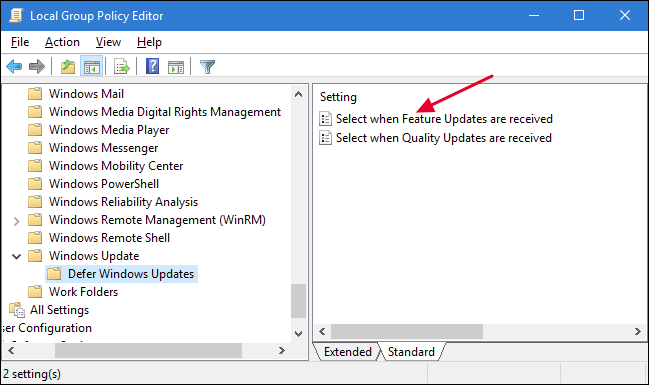 Local Group Policy Editor
File Action View Help
Windows Mail
Windows Media Digital Rights Management
Windows Media Player
Windows Messenger
Windows Mobility Center
Windows PowerShell
Windows Reliability Analysis
Windows Remote Management (WinRM)
Windows Remote Shell
Windows Update
Defer Windows Updates
Work Folders
All Settings
ser Configuration
Setting
Select when Feature Updates are received
Select when Quality Updates are received
Extended Standard
2 setting(s)